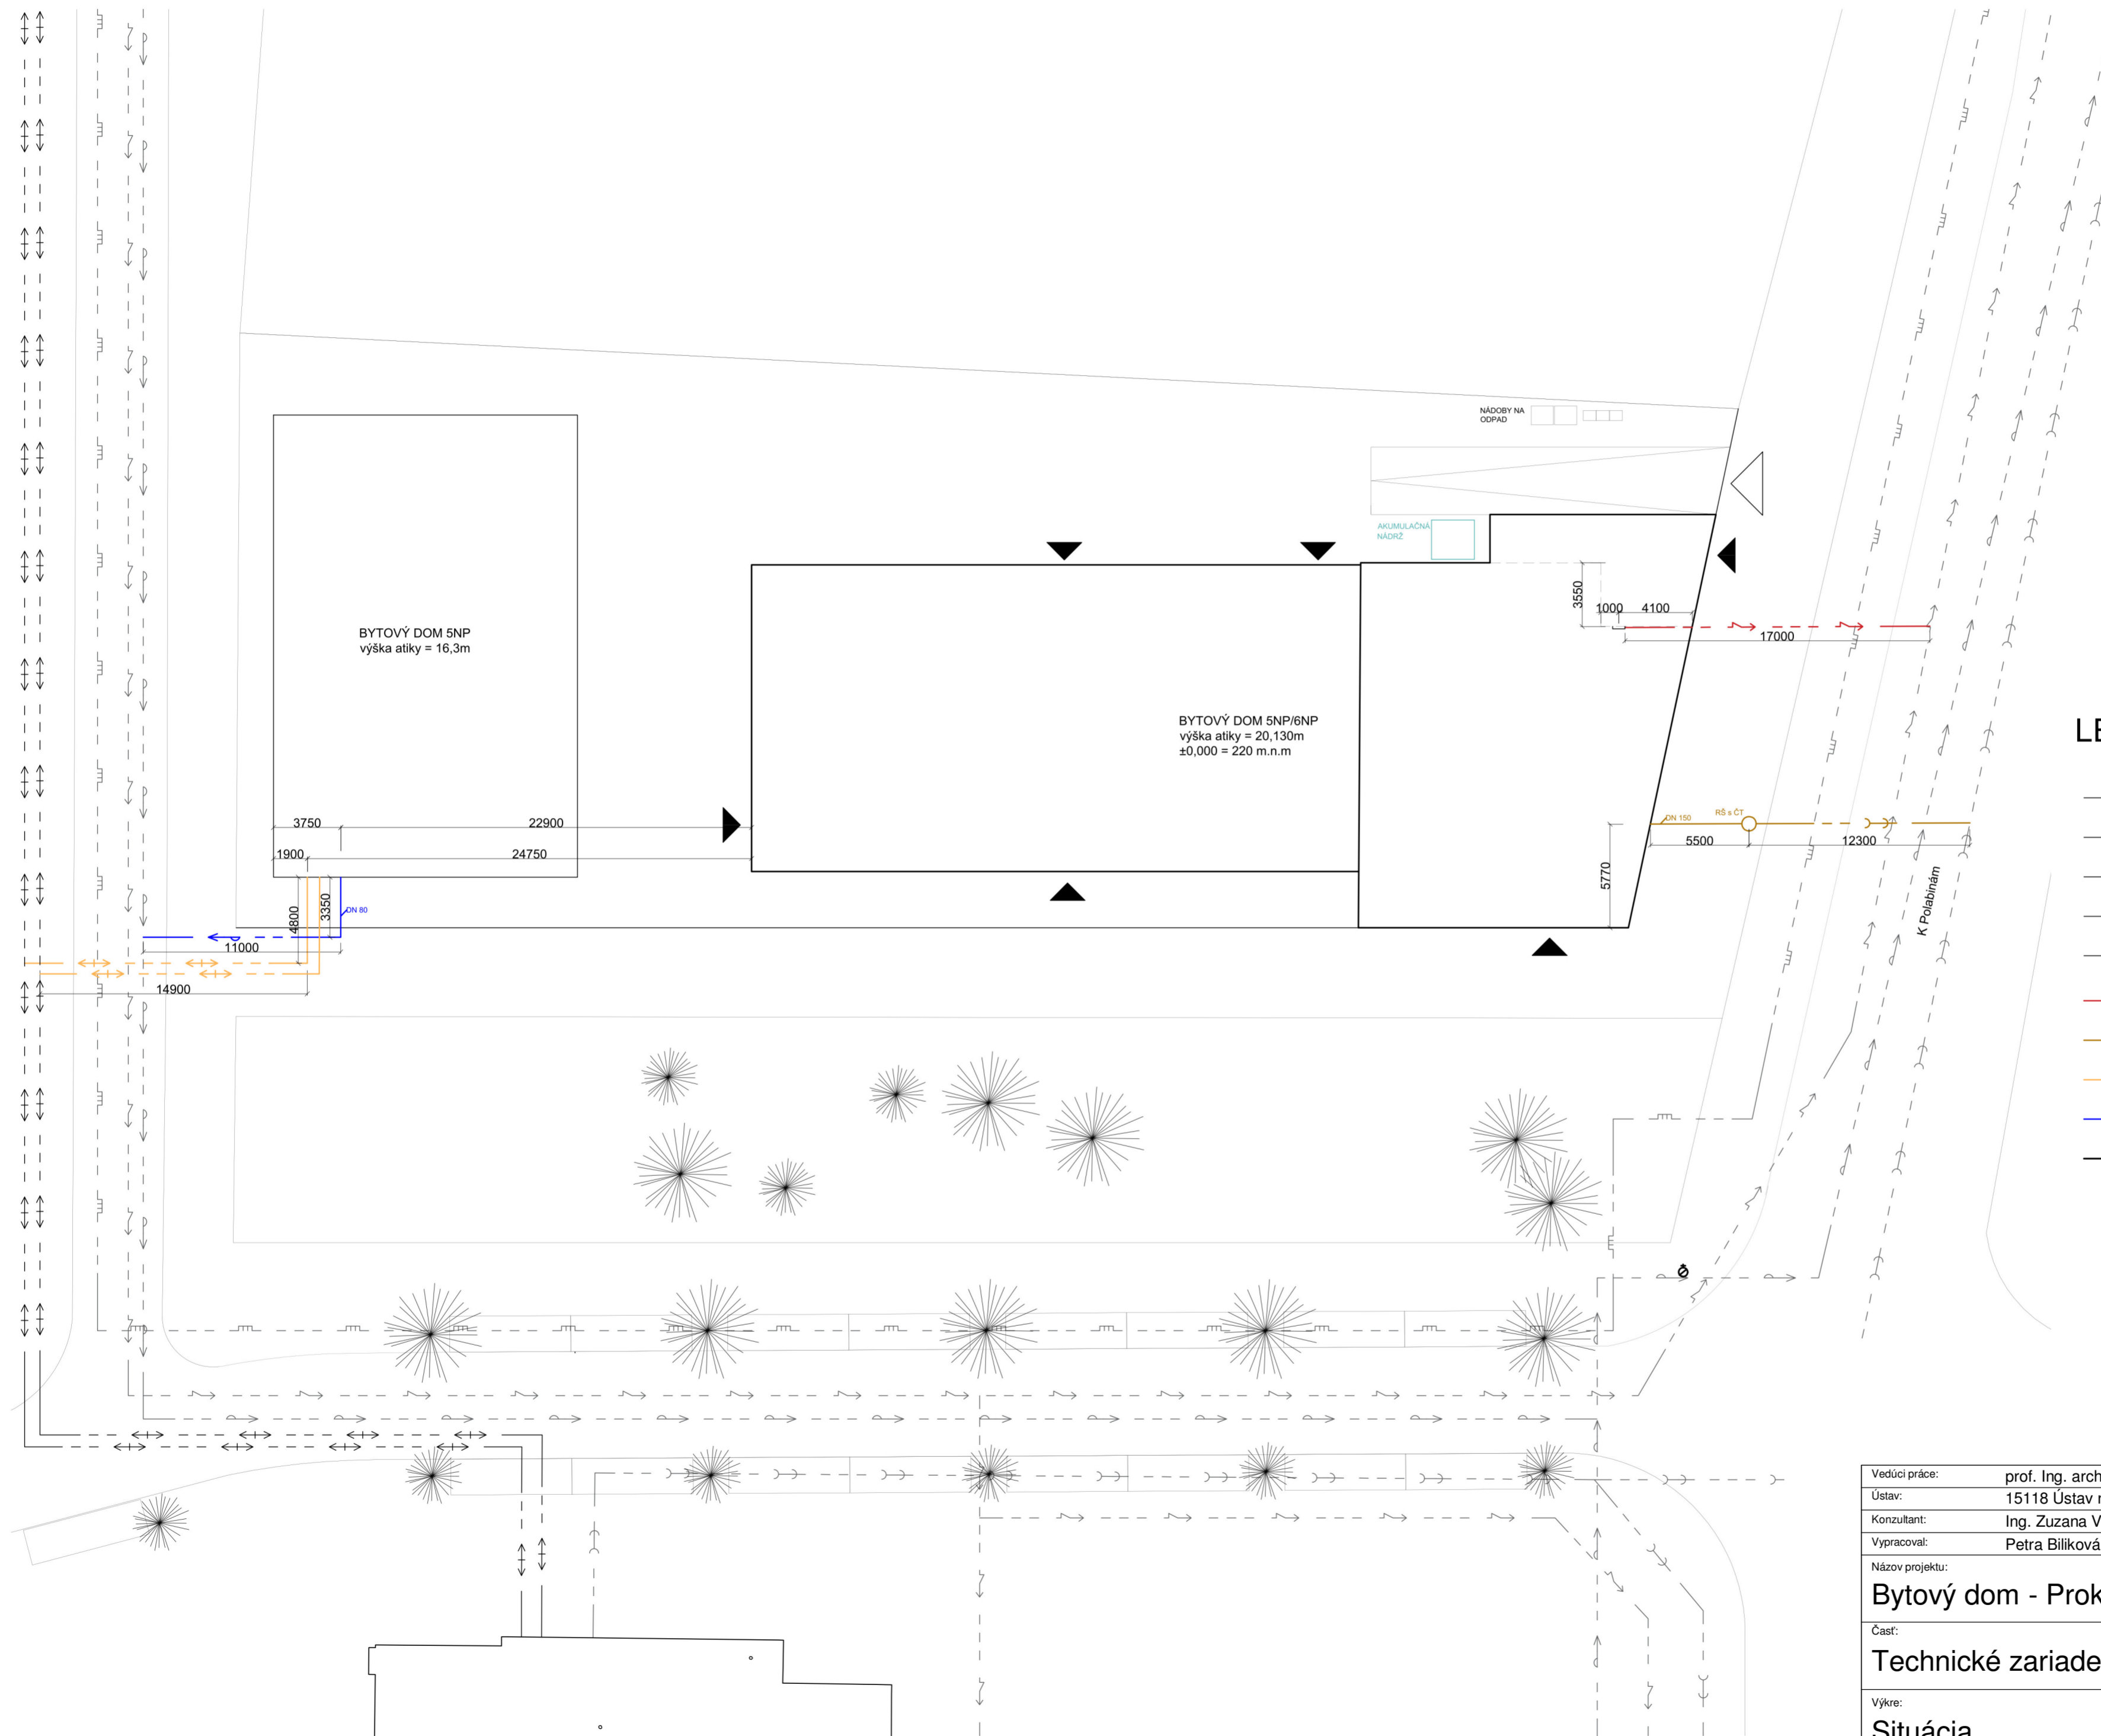 NÁDOBY NA
ODPAD
AKUMULAČNÁ
NÁDRŽ
3550
1000
4100
17000
BYTOVÝ DOM 5NP
výška atiky = 16,3m
BYTOVÝ DOM 5NP/6NP
výška atiky = 20,130m
±0,000 = 220 m.n.m
LE
DN 150
RŠ s ČT
5500
12300
5770
K Polabinám
3750
22900
1900
24750
4800
3350
DN 80
11000
14900
Vedúci práce:
prof. Ing. arch
Ústav:
15118 Ústav
Konzultant:
Ing. Zuzana V
Vypracoval:
Petra Biliková
Názov projektu:
Bytový dom - Prok
Časť:
Technické zariade
Výkre:
Situácia